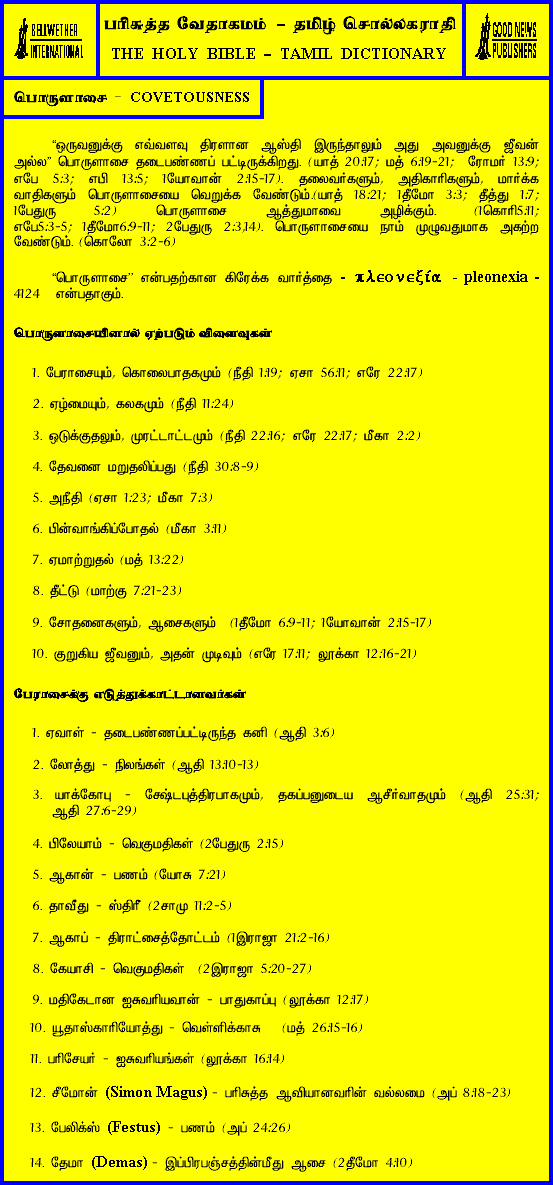 BELLWETHER
INTERNATIONAL
பரிசுத்த வேதாகமம் – தமிழ் சொல்லகராதி
THE HOLY BIBLE – TAMIL DICTIONARY
GOOD NEWS
PUBLISHERS
பொருளாசை – COVETOUSNESS
“ஒருவனுக்கு எவ்வளவு திரளான ஆஸ்தி இருந்தாலும் அது அவனுக்கு ஜீவன்
அல்ல” பொருளாசை தடைபண்ணப் பட்டிருக்கிறது. (யாத் 20:17; மத் 6:19-21; ரோமர் 13:9;
எபே 5:3; எபி 13:5; 1யோவான் 2:15-17). தலைவர்களும், அதிகாரிகளும், மார்க்க
வாதிகளும் பொருளாசையை வெறுக்க வேண்டும்.(யாத் 18:21; 1தீமோ 3:3; தீத்து 1:7;
1பேதுரு 5:2) பொருளாசை ஆத்துமாவை அழிக்கும். (1கொரி5:11;
எபே5:3-5; 1தீமோ6:9-11; 2பேதுரு 2:3,14). பொருளாசையை நாம் முழுவதுமாக அகற்ற
வேண்டும். (கொலோ 3:2-6)
“பொருளாசை” என்பதற்கான கிரேக்க வார்த்தை - πλεονεξία - pleonexia -
4124 என்பதாகும்.
பொருளாசையினால் ஏற்படும் விளைவுகள்
1. பேராசையும், கொலைபாதகமும் (நீதி 1:19; ஏசா 56:11; எரே 22:17)
2. ஏழ்மையும், கலகமும் (நீதி 11:24)
3. ஒடுக்குதலும், முரட்டாட்டமும் (நீதி 22:16; எரே 22:17; மீகா 2:2)
4. தேவனை மறுதலிப்பது (நீதி 30:8-9)
5. அநீதி (ஏசா 1:23; மீகா 7:3)
6. பின்வாங்கிப்போதல் (மீகா 3:11)
7. ஏமாற்றுதல் (மத் 13:22)
8. தீட்டு (மாற்கு 7:21-23)
9. சோதனைகளும், ஆசைகளும் (1தீமோ 6:9-11; 1யோவான் 2:15-17)
10. குறுகிய ஜீவனும், அதன் முடிவும் (எரே 17:11; லூக்கா 12:16-21)
பேராசைக்கு எடுத்துக்காட்டானவர்கள்
1. ஏவாள் - தடைபண்ணப்பட்டிருந்த கனி (ஆதி 3:6)
2. லோத்து - நிலங்கள் (ஆதி 13:10-13)
3. யாக்கோபு - சேஷ்டபுத்திரபாகமும், தகப்பனுடைய ஆசீர்வாதமும் (ஆதி 25:31;
ஆதி 27:6-29)
4. பிலேயாம் - வெகுமதிகள் (2பேதுரு 2:15)
5. ஆகான் - பணம் (யோசு 7:21)
6. தாவீது - ஸ்திரீ (2சாமு 11:2-5)
7. ஆகாப் - திராட்சைத்தோட்டம் (1இராஜா 21:2-16)
8. கேயாசி - வெகுமதிகள் (2இராஜா 5:20-27)
9. மதிகேடான ஐசுவரியவான் - பாதுகாப்பு (லூக்கா 12:17)
10. யூதாஸ்காரியோத்து - வெள்ளிக்காசு (மத் 26:15-16)
11. பரிசேயர் - ஐசுவரியங்கள் (லூக்கா 16:14)
12. சீமோன் (Simon Magus) - பரிசுத்த ஆவியானவரின் வல்லமை (அப் 8:18-23)
13. பேலிக்ஸ் (Festus) - பணம் (அப் 24:26)
14. தேமா (Demas) - இப்பிரபஞ்சத்தின்மீது ஆசை (2தீமோ 4:10)